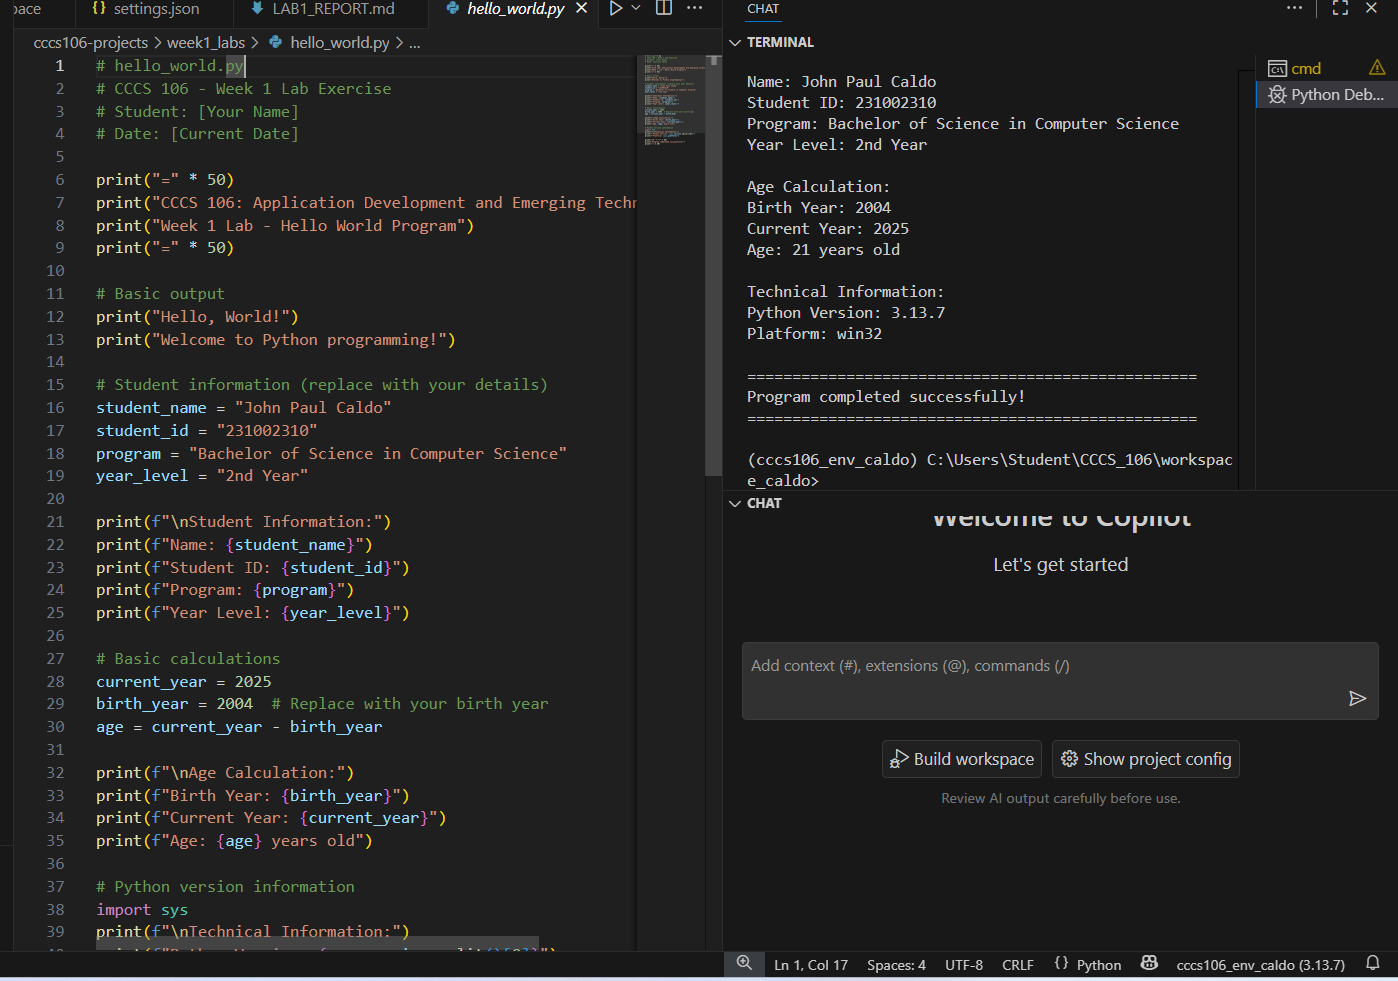 pace
{} settings.json
LAB1_REPORT.md
hello_world.py
cccs106-projects > week1_labs > hello_world.py > ...
1 # hello_world.py
2 # CCCS 106 - Week 1 Lab Exercise
3 # Student: [Your Name]
4 # Date: [Current Date]
5
6 print("=" * 50)
7 print("CCCS 106: Application Development and Emerging Techn
8 print("Week 1 Lab - Hello World Program")
9 print("=" * 50)
10
11 # Basic output
12 print("Hello, World!")
13 print("Welcome to Python programming!")
14
15 # Student information (replace with your details)
16 student_name = "John Paul Caldo"
17 student_id = "231002310"
18 program = "Bachelor of Science in Computer Science"
19 year_level = "2nd Year"
20
21 print(f"\nStudent Information:")
22 print(f"Name: {student_name}")
23 print(f"Student ID: {student_id}")
24 print(f"Program: {program}")
25 print(f"Year Level: {year_level}")
26
27 # Basic calculations
28 current_year = 2025
29 birth_year = 2004  # Replace with your birth year
30 age = current_year - birth_year
31
32 print(f"\nAge Calculation:")
33 print(f"Birth Year: {birth_year}")
34 print(f"Current Year: {current_year}")
35 print(f"Age: {age} years old")
36
37 # Python version information
38 import sys
39 print(f"\nTechnical Information:")
CHAT
TERMINAL
Name: John Paul Caldo
Student ID: 231002310
Program: Bachelor of Science in Computer Science
Year Level: 2nd Year
Age Calculation:
Birth Year: 2004
Current Year: 2025
Age: 21 years old
Technical Information:
Python Version: 3.13.7
Platform: win32
==================================================
Program completed successfully!
==================================================
(cccs106_env_caldo) C:\Users\Student\CCCS_106\workspac
e_caldo>
cmd
Python Deb...
CHAT
Welcome to Copilot
Let's get started
Add context (#), extensions (@), commands (/)
Build workspace
Show project config
Review AI output carefully before use.
Ln 1, Col 17
Spaces: 4
UTF-8
CRLF
{} Python
cccs106_env_caldo (3.13.7)